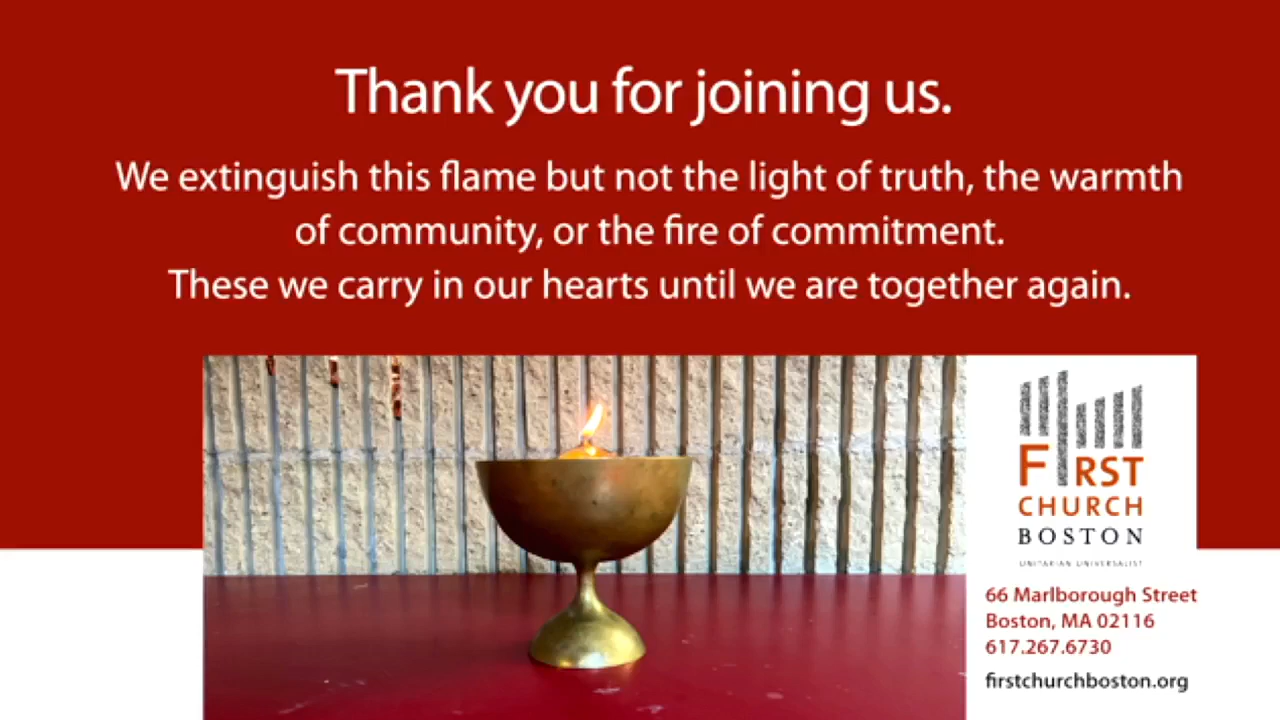 Thank you for joining us.
We extinguish this flame but not the light of truth, the warmth
of community, or the fire of commitment.
These we carry in our hearts until we are together again.
FIRST
CHURCH
BOSTON
UNITARIAN UNIVERSALIST
66 Marlborough Street
Boston, MA 02116
617.267.6730
firstchurchboston.org